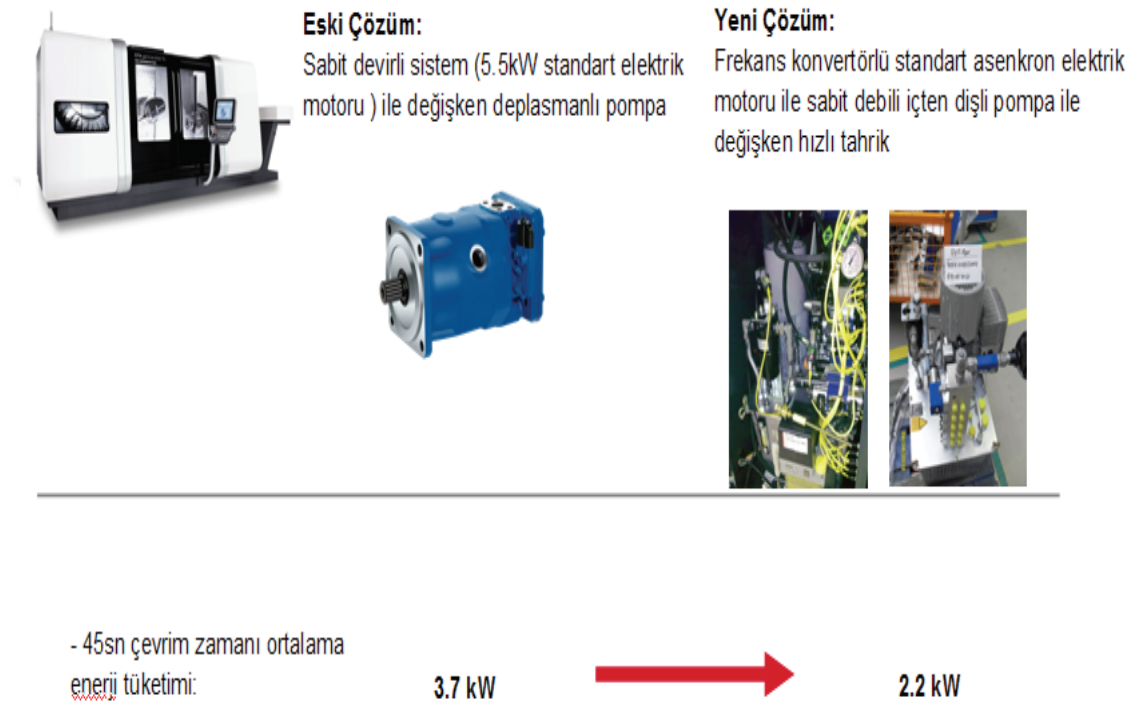 Eski Çözüm:
Sabit devirli sistem (5.5kW standart elektrik
motoru ) ile değişken deplasmanlı pompa
Yeni Çözüm:
Frekans konvertörlü standart asenkron elektrik
motoru ile sabit debili içten dişli pompa ile
değişken hızlı tahrik
- 45sn çevrim zamanı ortalama
enerji tüketimi:
3.7 kW
2.2 kW